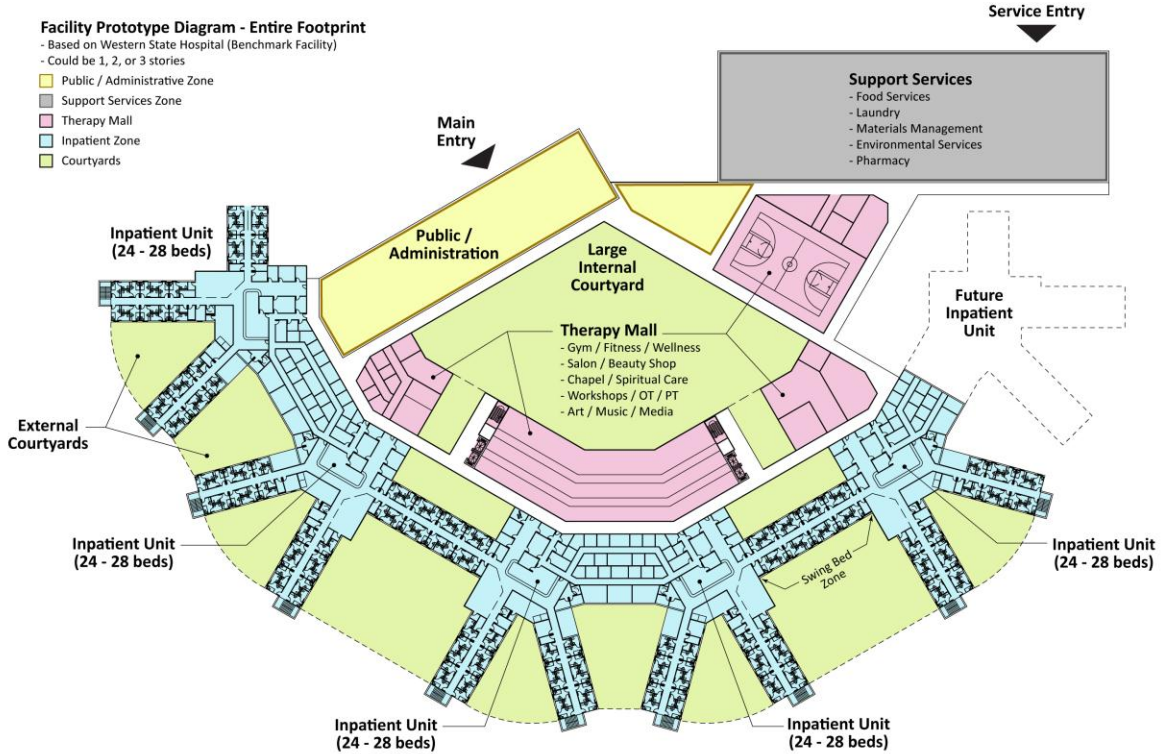 Facility Prototype Diagram - Entire Footprint
- Based on Western State Hospital (Benchmark Facility)
- Could be 1, 2, or 3 stories
Public / Administrative Zone
Support Services Zone
Therapy Mall
Inpatient Zone
Courtyards
Service Entry
Support Services
- Food Services
- Laundry
- Materials Management
- Environmental Services
- Pharmacy
Main
Entry
Inpatient Unit
(24 - 28 beds)
Public /
Administration
Large
Internal
Courtyard
Future
Inpatient
Unit
Therapy Mall
- Gym / Fitness / Wellness
- Salon / Beauty Shop
- Chapel / Spiritual Care
- Workshops / OT / PT
- Art / Music / Media
External
Courtyards
Inpatient Unit
(24 - 28 beds)
Swing Bed
Zone
Inpatient Unit
(24 - 28 beds)
Inpatient Unit
(24 - 28 beds)
Inpatient Unit
(24 - 28 beds)